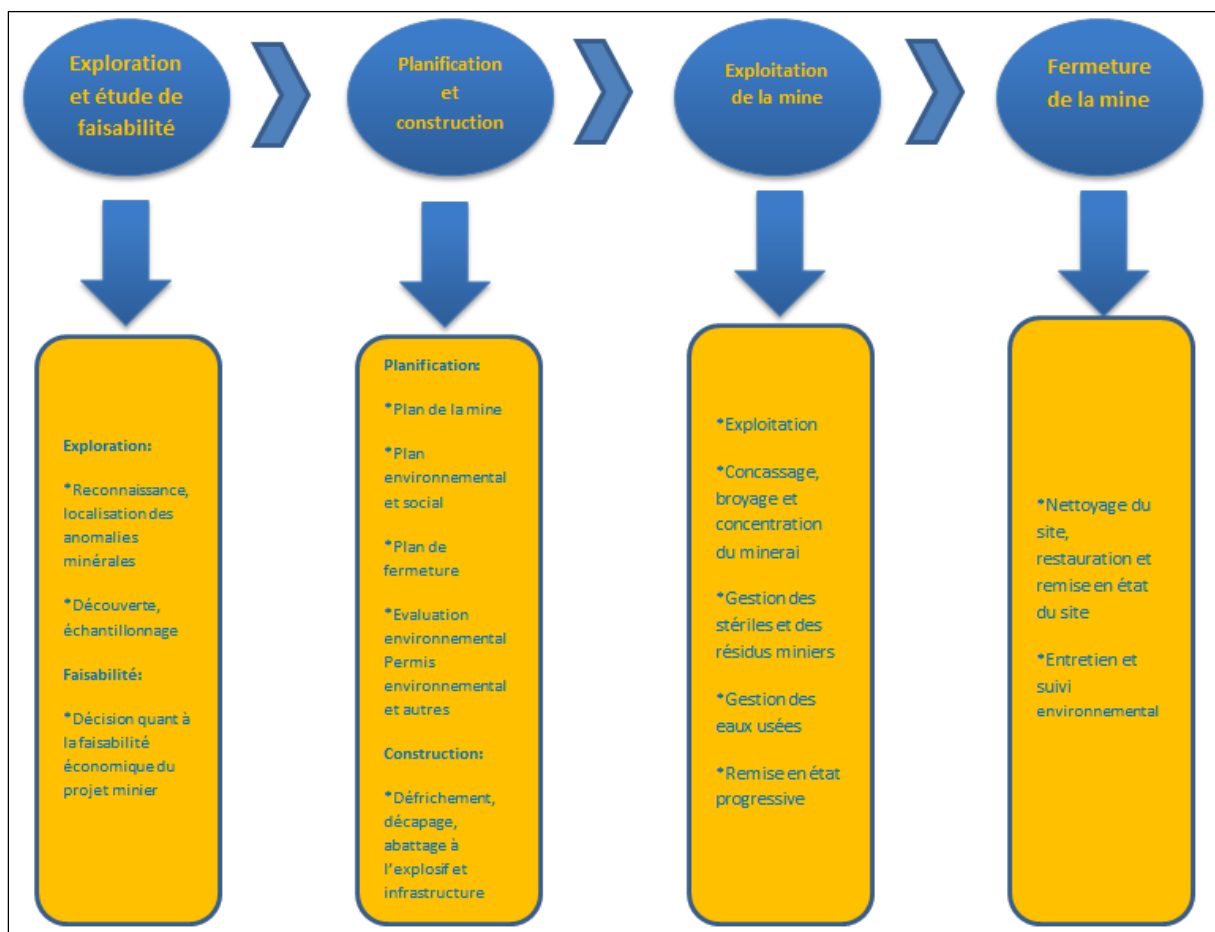 Exploration
et étude de
faisabilité
Planification
et
construction
Exploitation
de la mine
Fermeture
de la mine
Exploration:
*Reconnaissance,
localisation des
anomalies
minérales
*Découverte,
échantillonnage
Faisabilité:
*Décision quant à
la faisabilité
économique du
projet minier
Planification:
*Plan de la mine
*Plan
environnemental
et social
*Plan de
fermeture
*Evaluation
environnemental
Permis
environnemental
et autres
Construction:
*Défrichement,
décapage,
abattage à
l'explosif et
infrastructure
*Exploitation
*Concassage,
broyage et
concentration
du minerai
*Gestion des
stériles et des
résidus miniers
*Gestion des
eaux usées
*Remise en état
progressive
*Nettoyage du
site,
restauration et
remise en état
du site
*Entretien et
suivi
environnemental